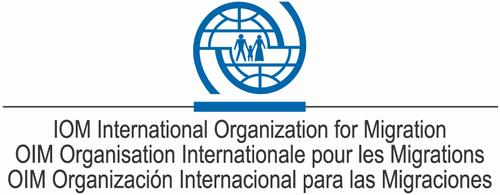 IOM International Organization for Migration
OIM Organisation Internationale pour les Migrations
OIM Organización Internacional para las Migraciones